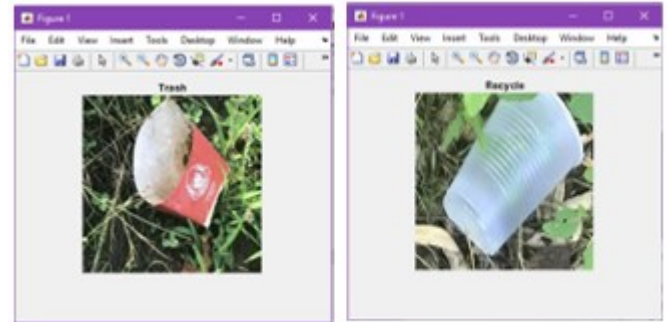 Figure 1
File Edit View Insert Tools Desktop Window Help
Trash
Figure 1
File Edit View Insert Tools Desktop Window Help
Recycle